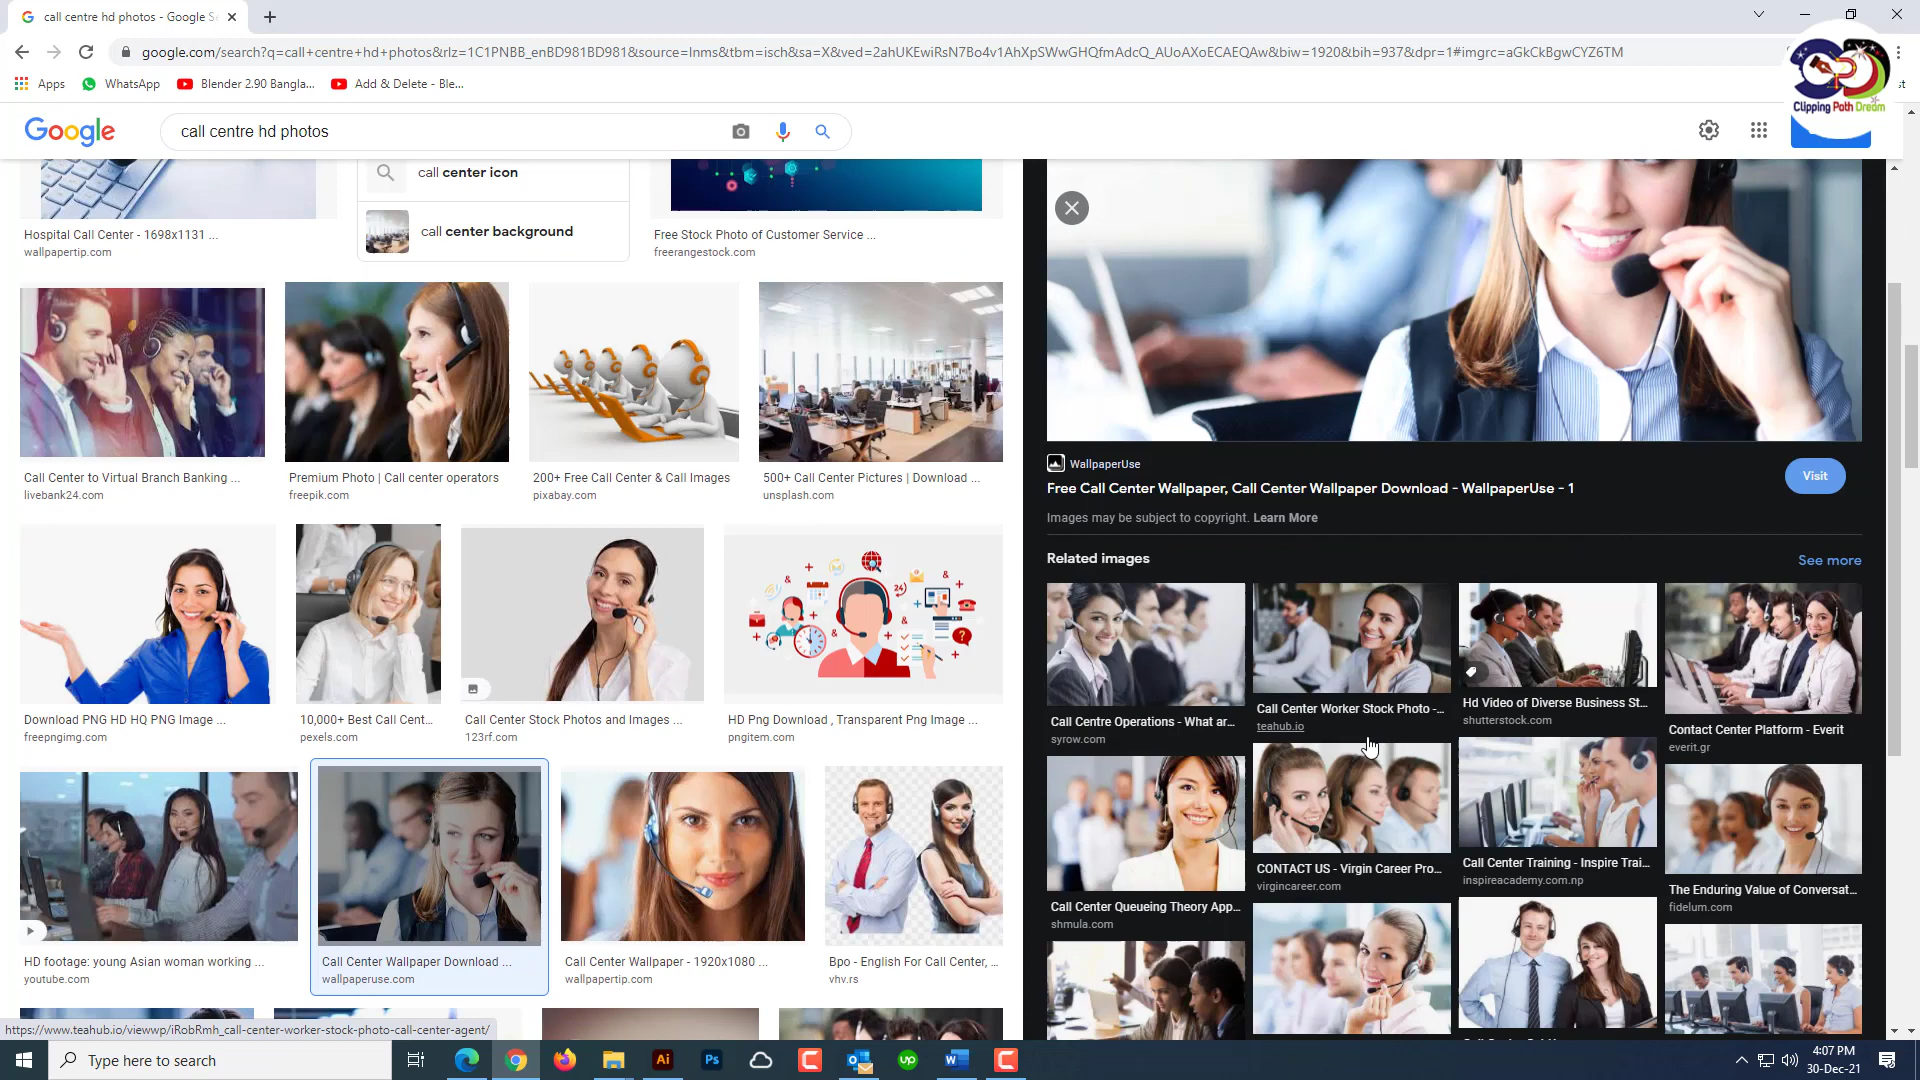 call centre hd photos - Google Se
google.com/search?q=call+centre+hd+photos&rlz=1C1PNBB_enBD981BD981&source=lnms&tbm=isch&sa=X&ved=2ahUKEwiRsN7Bo4v1AhXpSWwGHQfmAdcQ_AUoAXoECAEQAw&biw=1920&bih=937&dpr=1#imgrc=aGkCkBgwCYZ6TM
Apps
WhatsApp
Blender 2.90 Bangla...
Add & Delete - Ble...
Clipping Path Dream
Google
call centre hd photos
call center icon
call center background
Hospital Call Center - 1698x1131 ...
wallpapertip.com
Free Stock Photo of Customer Service ...
freerangestock.com
Call Center to Virtual Branch Banking ...
livebank24.com
Premium Photo | Call center operators
freepik.com
200+ Free Call Center & Call Images
pixabay.com
500+ Call Center Pictures | Download ...
unsplash.com
Download PNG HD HQ PNG Image ...
freepngimg.com
10,000+ Best Call Cent...
pexels.com
Call Center Stock Photos and Images ...
123rf.com
HD Png Download , Transparent Png Image ...
pngitem.com
HD footage: young Asian woman working ...
youtube.com
Call Center Wallpaper Download ...
wallpaperuse.com
Call Center Wallpaper - 1920x1080 ...
wallpapertip.com
Bpo - English For Call Center, ...
vhv.rs
WallpaperUse
Free Call Center Wallpaper, Call Center Wallpaper Download - WallpaperUse - 1
Visit
Images may be subject to copyright. Learn More
Related images
See more
Call Centre Operations - What ar...
syrow.com
Call Center Worker Stock Photo -...
teahub.io
Hd Video of Diverse Business St...
shutterstock.com
Contact Center Platform - Everit
everit.gr
Call Center Queueing Theory App...
shmula.com
CONTACT US - Virgin Career Pro...
virgincareer.com
Call Center Training - Inspire Trai...
inspireacademy.com.np
The Enduring Value of Conversat...
fidelum.com
https://www.teahub.io/viewwp/iRobRmh_call-center-worker-stock-photo-call-center-agent/
Type here to search
4:07 PM
30-Dec-21